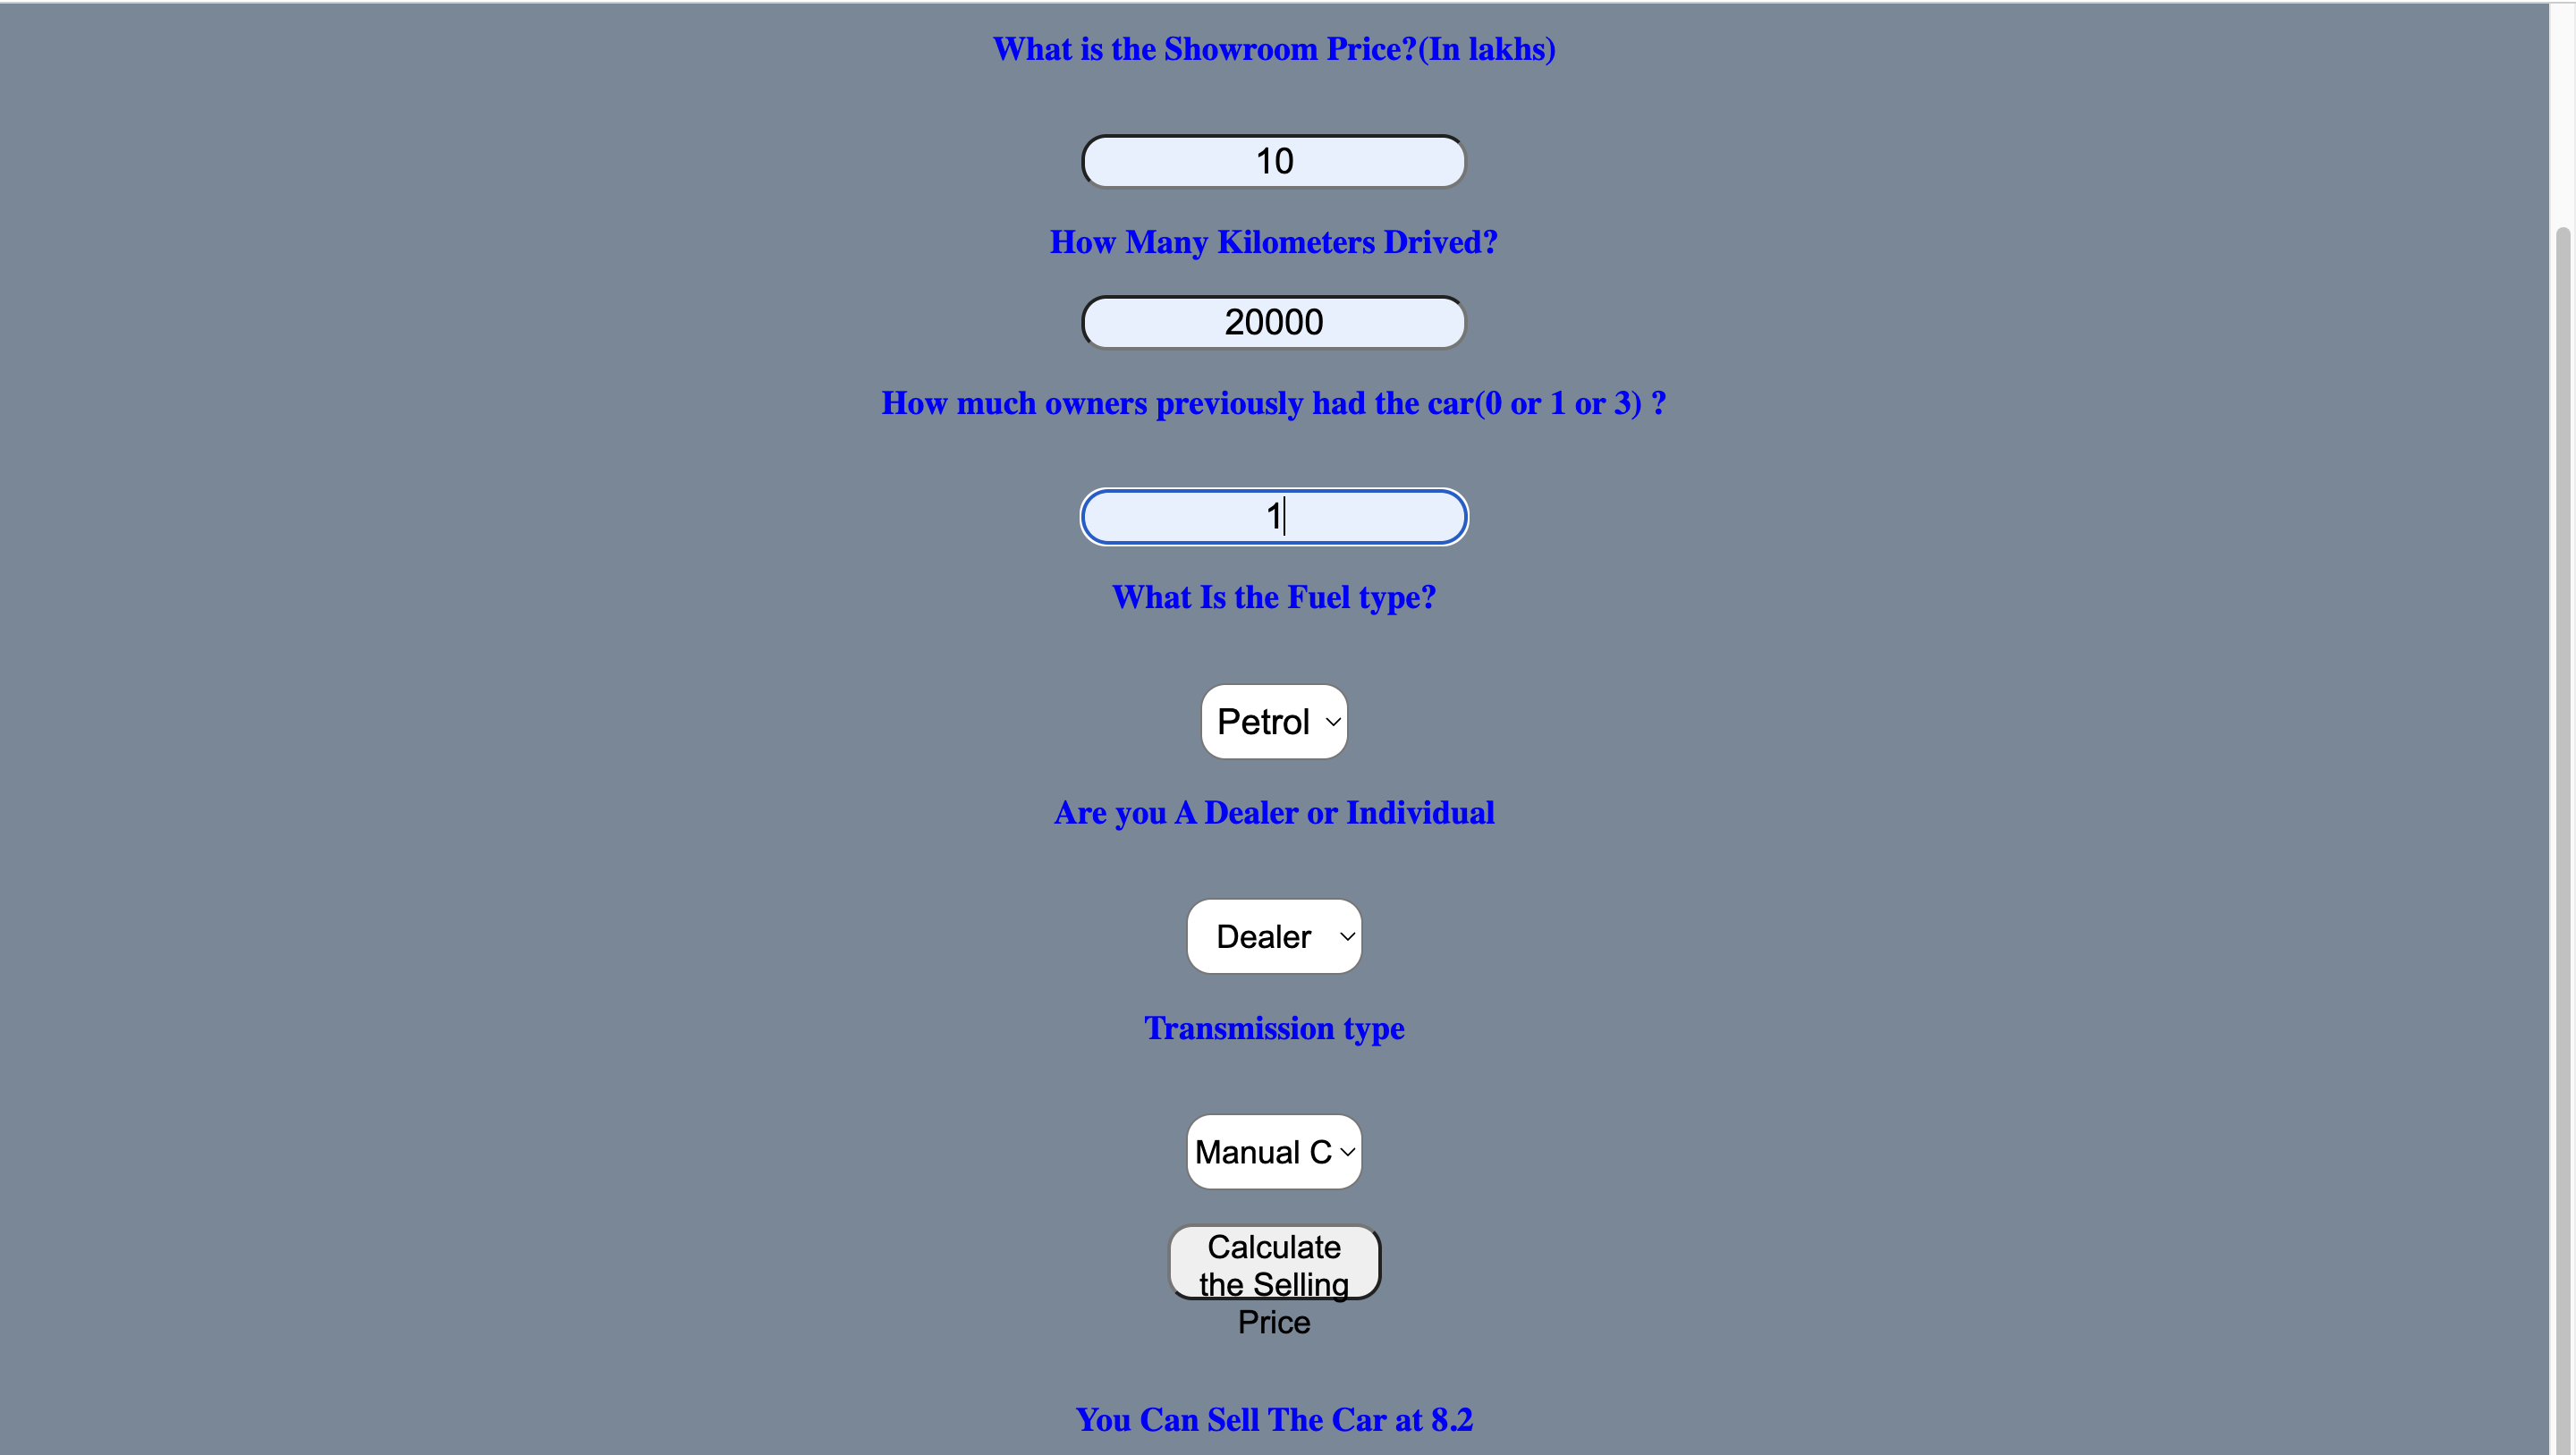 What is the Showroom Price?(In lakhs)
10
How Many Kilometers Drived?
20000
How much owners previously had the car(0 or 1 or 3) ?
1
What Is the Fuel type?
Petrol
Are you A Dealer or Individual
Dealer
Transmission type
Manual C
Calculate
the Selling
Price
You Can Sell The Car at 8.2